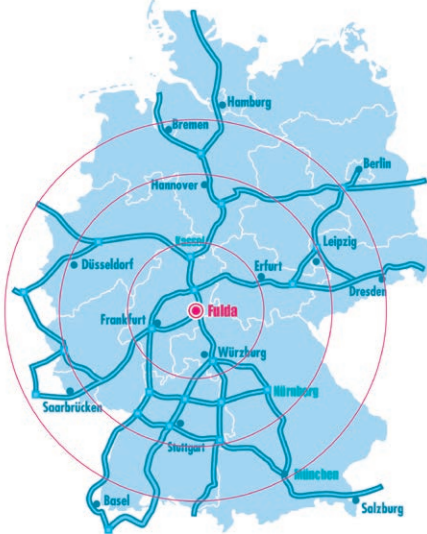 Hamburg
Bremen
Berlin
Hannover
Kassel
Leipzig
Düsseldorf
Erfurt
Dresden
Fulda
Frankfurt
Würzburg
Nürnberg
Saarbrücken
Stuttgart
München
Basel
Salzburg